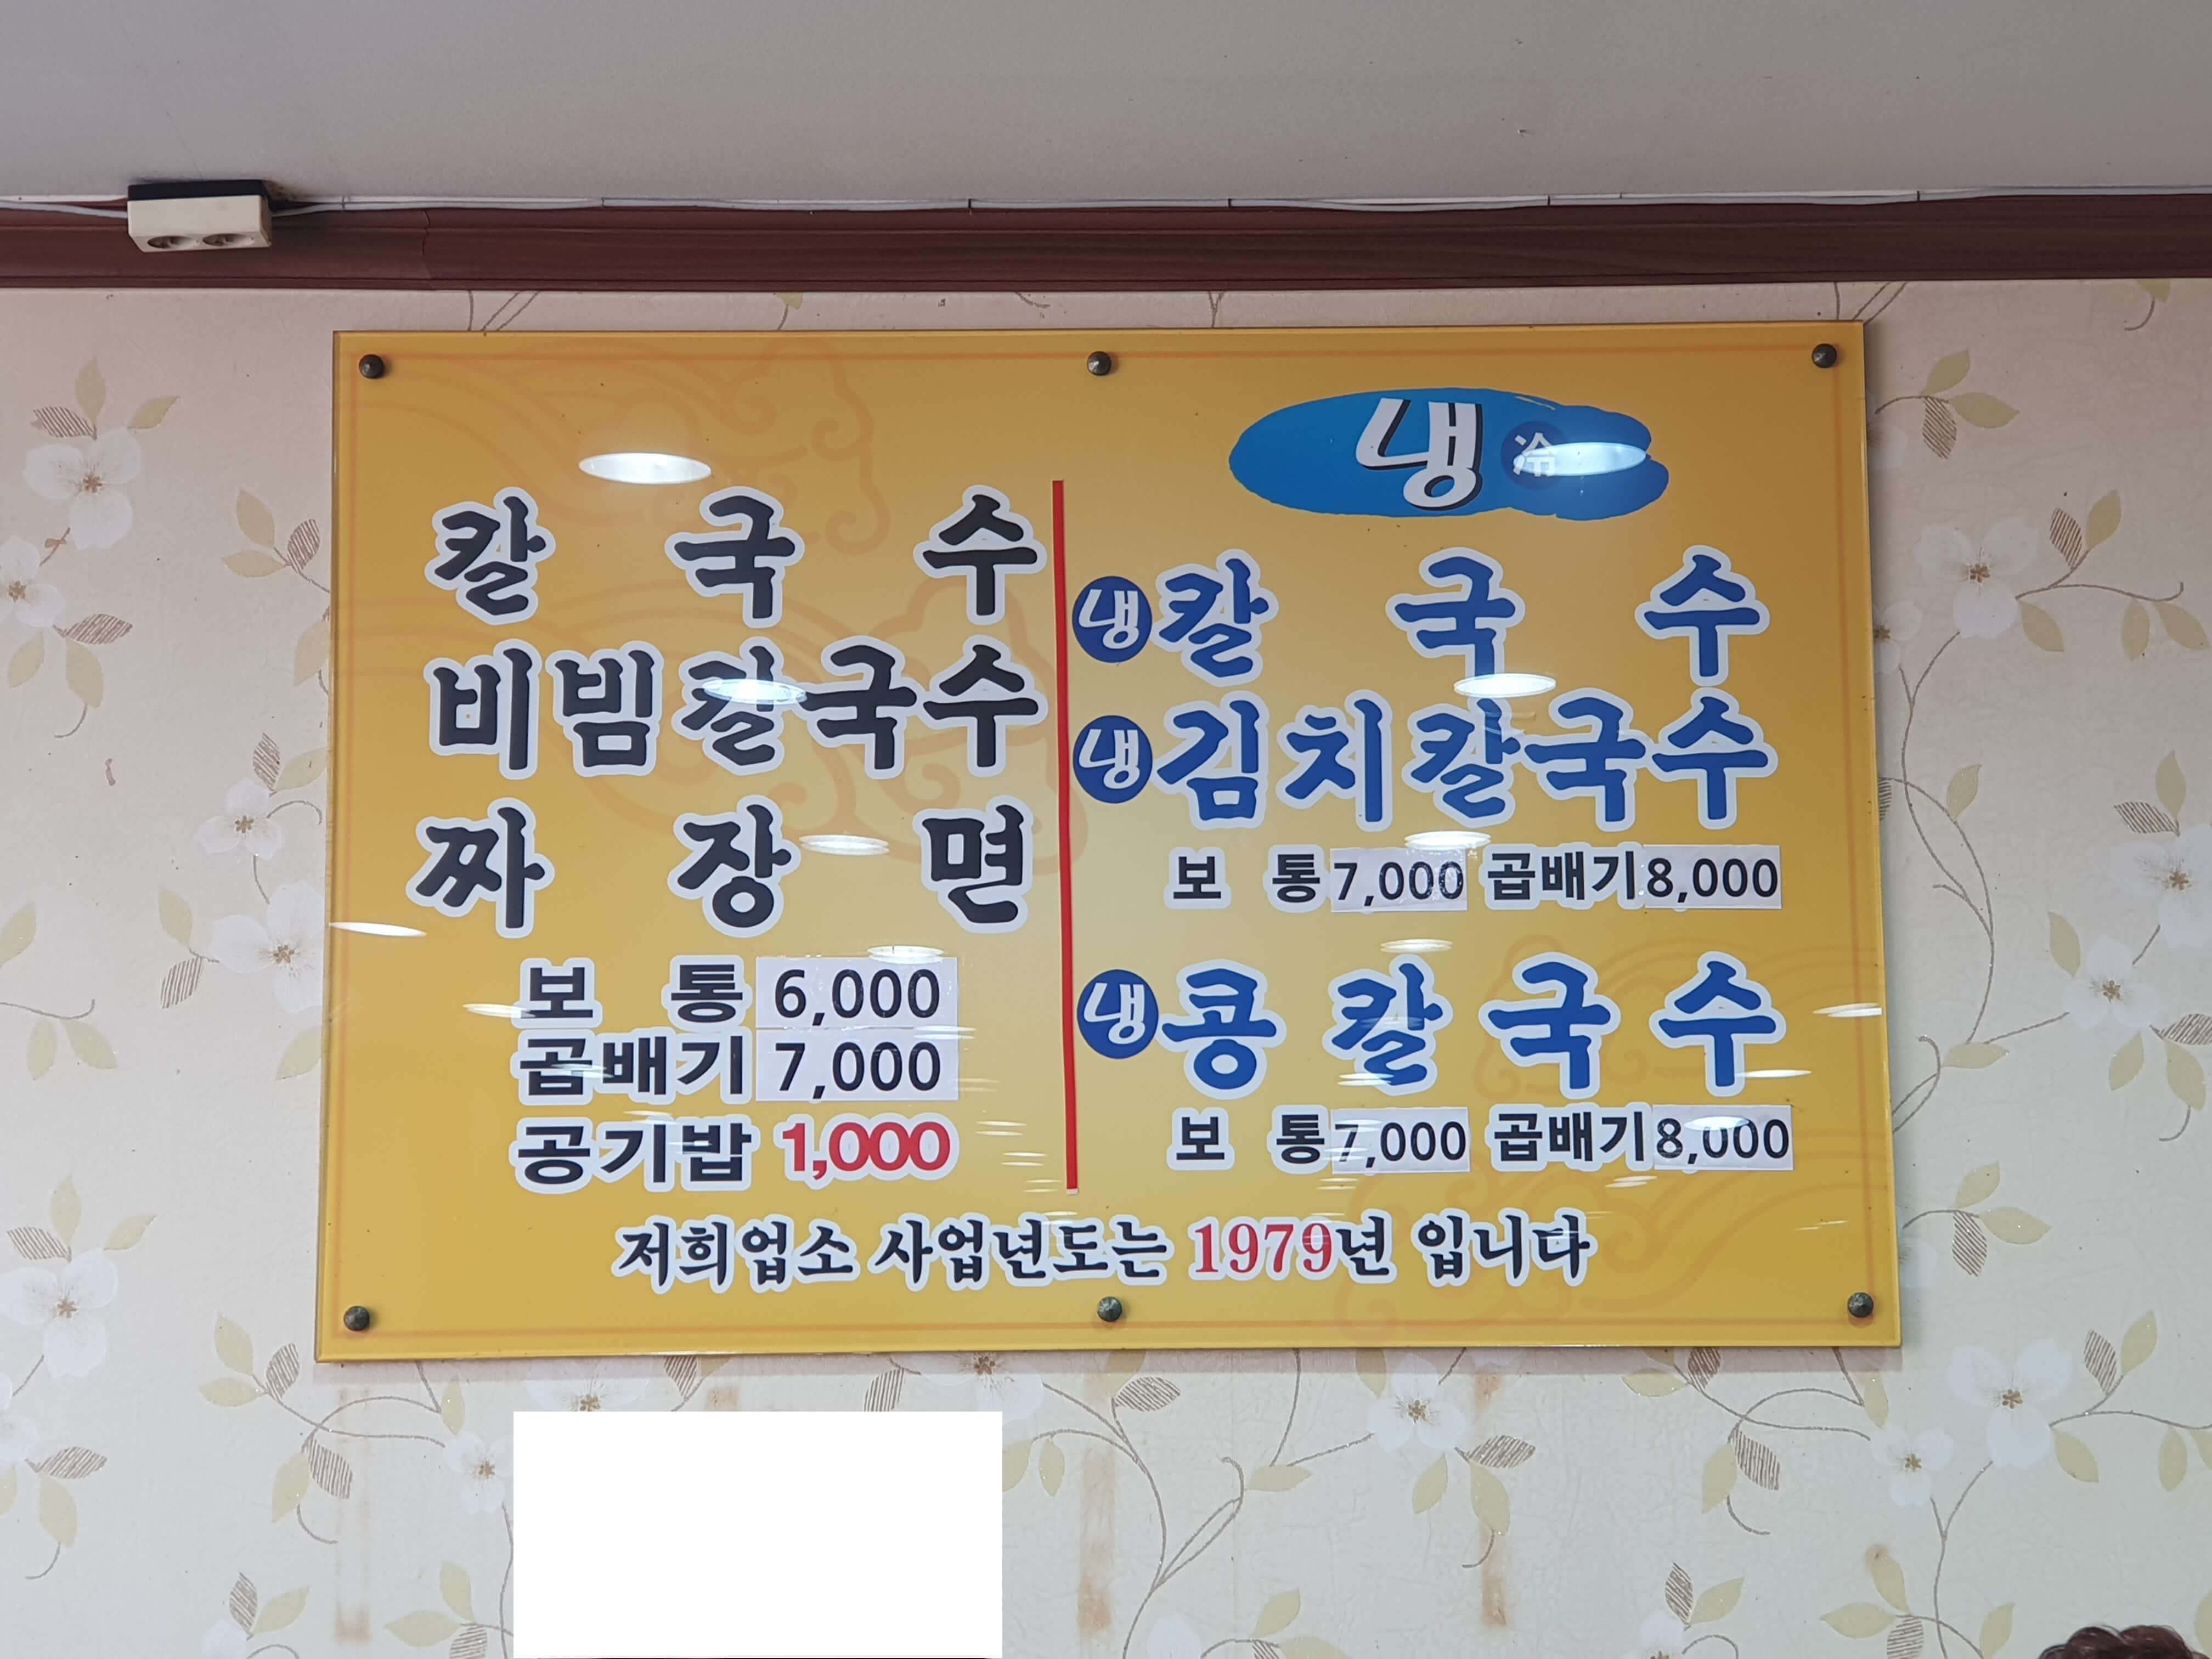 칼국수
비빔칼국수
짜장면
보통 6,000
곱배기 7,000
공기밥 1,000
냉 冷
냉 칼국수
냉 김치칼국수
보통 7,000 곱배기 8,000
냉 콩칼국수
보통 7,000 곱배기 8,000
저희업소 사업년도는 1979년 입니다